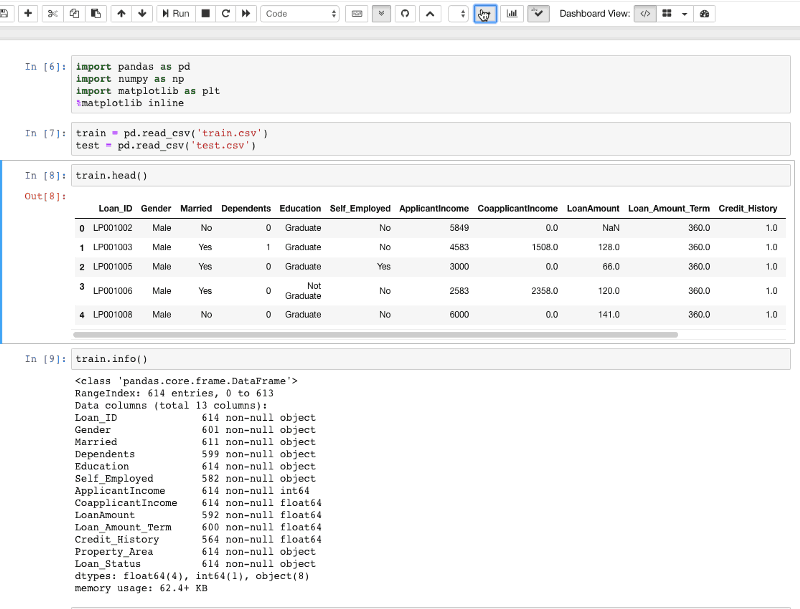 Run Code Dashboard View: </>
In [6]: import pandas as pd
import numpy as np
import matplotlib as plt
%matplotlib inline
In [7]: train = pd.read_csv('train.csv')
test = pd.read_csv('test.csv')
In [8]: train.head()
Out[8]:
Loan_ID Gender Married Dependents Education Self_Employed ApplicantIncome CoapplicantIncome LoanAmount Loan_Amount_Term Credit_History
0 LP001002 Male No 0 Graduate No 5849 0.0 NaN 360.0 1.0
1 LP001003 Male Yes 1 Graduate No 4583 1508.0 128.0 360.0 1.0
2 LP001005 Male Yes 0 Graduate Yes 3000 0.0 66.0 360.0 1.0
3 LP001006 Male Yes 0 Not Graduate No 2583 2358.0 120.0 360.0 1.0
4 LP001008 Male No 0 Graduate No 6000 0.0 141.0 360.0 1.0
In [9]: train.info()
<class 'pandas.core.frame.DataFrame'>
RangeIndex: 614 entries, 0 to 613
Data columns (total 13 columns):
Loan_ID 614 non-null object
Gender 601 non-null object
Married 611 non-null object
Dependents 599 non-null object
Education 614 non-null object
Self_Employed 582 non-null object
ApplicantIncome 614 non-null int64
CoapplicantIncome 614 non-null float64
LoanAmount 592 non-null float64
Loan_Amount_Term 600 non-null float64
Credit_History 564 non-null float64
Property_Area 614 non-null object
Loan_Status 614 non-null object
dtypes: float64(4), int64(1), object(8)
memory usage: 62.4+ KB